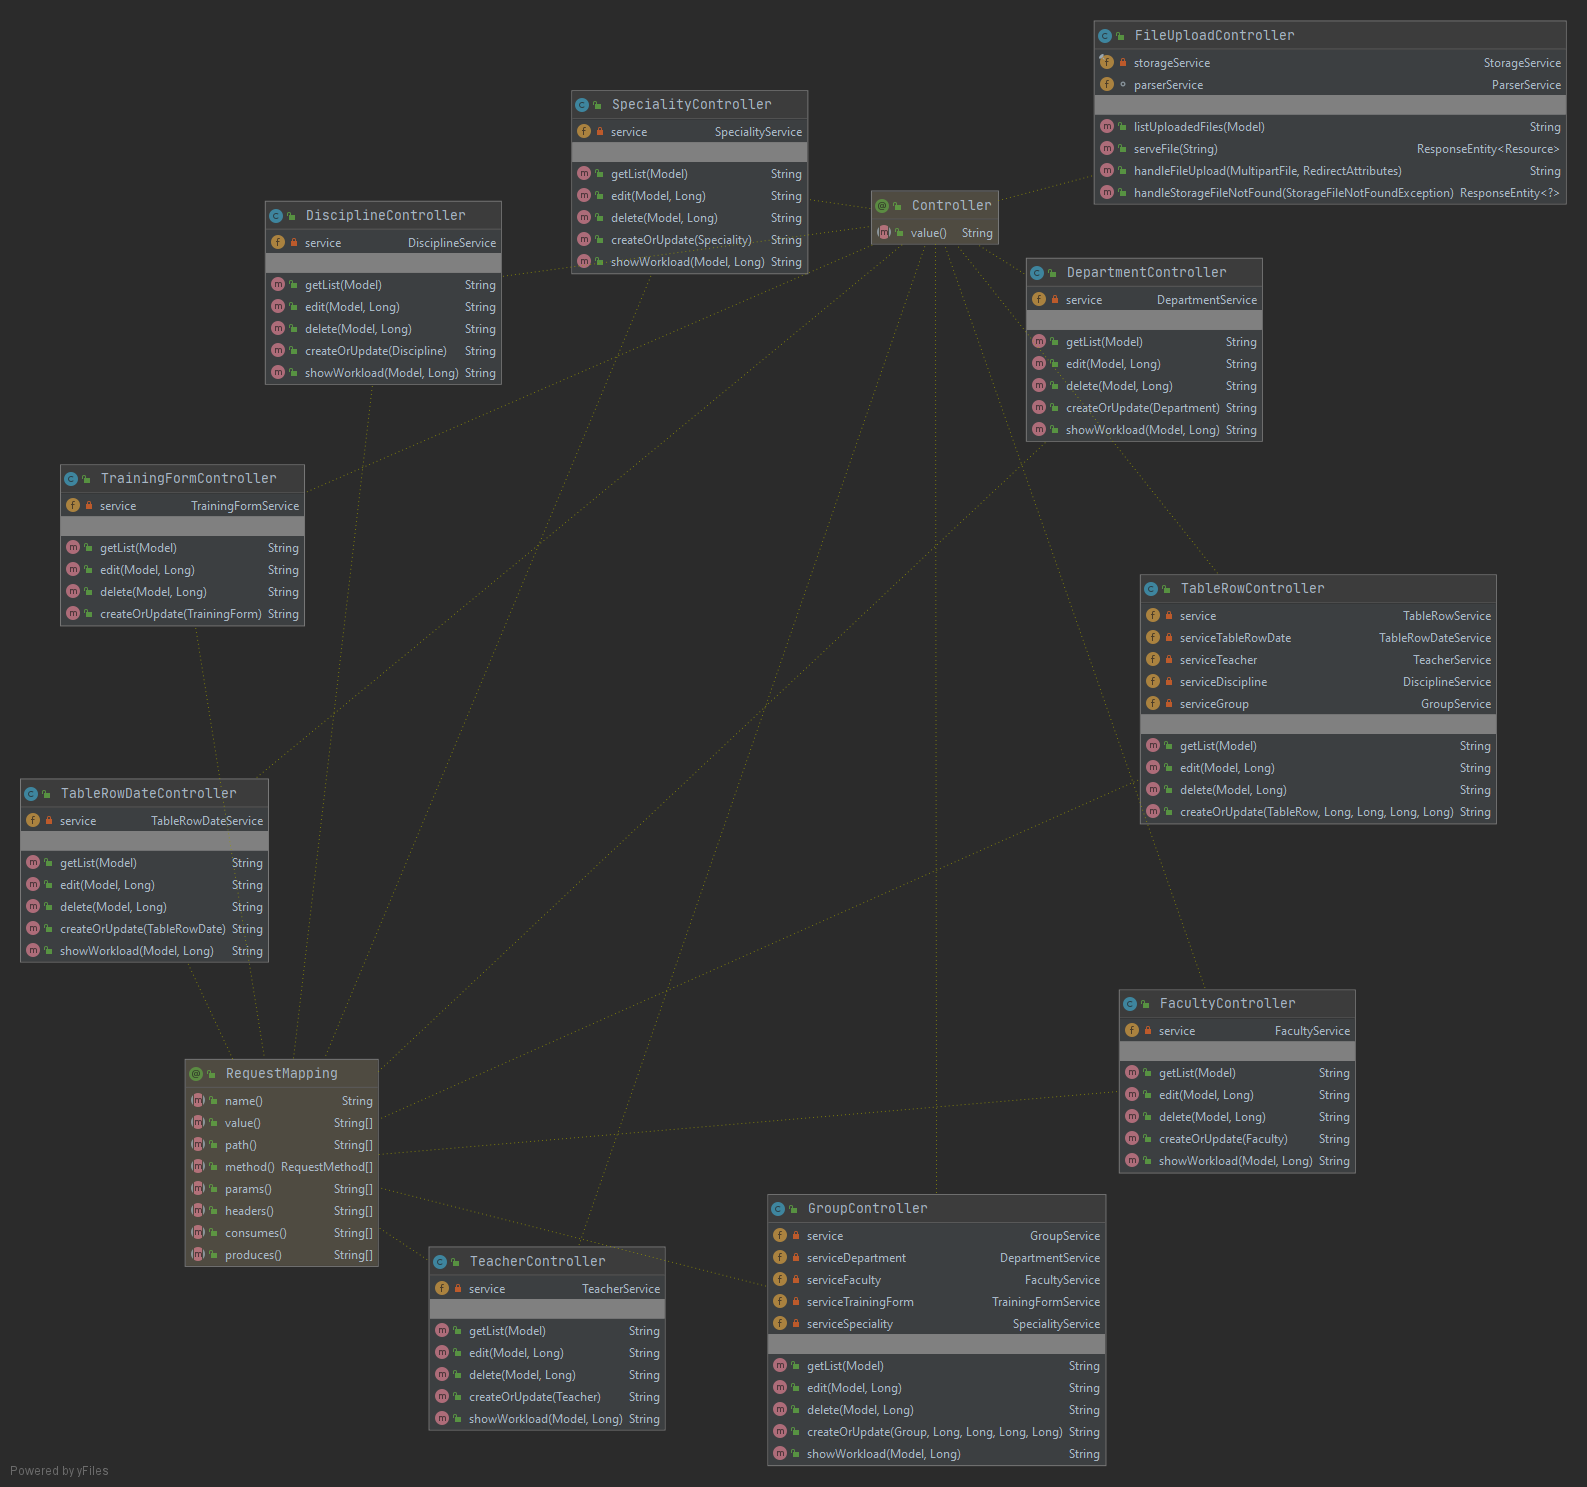 FileUploadController
storageService StorageService
parserService ParserService
listUploadedFiles(Model) String
serveFile(String) ResponseEntity<Resource>
handleFileUpload(MultipartFile, RedirectAttributes) String
handleStorageFileNotFound(StorageFileNotFoundException) ResponseEntity<?>
SpecialityController
service SpecialityService
getList(Model) String
edit(Model, Long) String
delete(Model, Long) String
createOrUpdate(Speciality) String
showWorkload(Model, Long) String
Controller
value() String
DisciplineController
service DisciplineService
getList(Model) String
edit(Model, Long) String
delete(Model, Long) String
createOrUpdate(Discipline) String
showWorkload(Model, Long) String
DepartmentController
service DepartmentService
getList(Model) String
edit(Model, Long) String
delete(Model, Long) String
createOrUpdate(Department) String
showWorkload(Model, Long) String
TrainingFormController
service TrainingFormService
getList(Model) String
edit(Model, Long) String
delete(Model, Long) String
createOrUpdate(TrainingForm) String
TableRowController
service TableRowService
serviceTableRowDate TableRowDateService
serviceTeacher TeacherService
serviceDiscipline DisciplineService
serviceGroup GroupService
getList(Model) String
edit(Model, Long) String
delete(Model, Long) String
createOrUpdate(TableRow, Long, Long, Long, Long) String
TableRowDateController
service TableRowDateService
getList(Model) String
edit(Model, Long) String
delete(Model, Long) String
createOrUpdate(TableRowDate) String
showWorkload(Model, Long) String
FacultyController
service FacultyService
getList(Model) String
edit(Model, Long) String
delete(Model, Long) String
createOrUpdate(Faculty) String
showWorkload(Model, Long) String
RequestMapping
name() String
value() String[]
path() String[]
method() RequestMethod[]
params() String[]
headers() String[]
consumes() String[]
produces() String[]
GroupController
service GroupService
serviceDepartment DepartmentService
serviceFaculty FacultyService
serviceTrainingForm TrainingFormService
serviceSpeciality SpecialityService
getList(Model) String
edit(Model, Long) String
delete(Model, Long) String
createOrUpdate(Group, Long, Long, Long, Long) String
showWorkload(Model, Long) String
TeacherController
service TeacherService
getList(Model) String
edit(Model, Long) String
delete(Model, Long) String
createOrUpdate(Teacher) String
showWorkload(Model, Long) String
Powered by yFiles